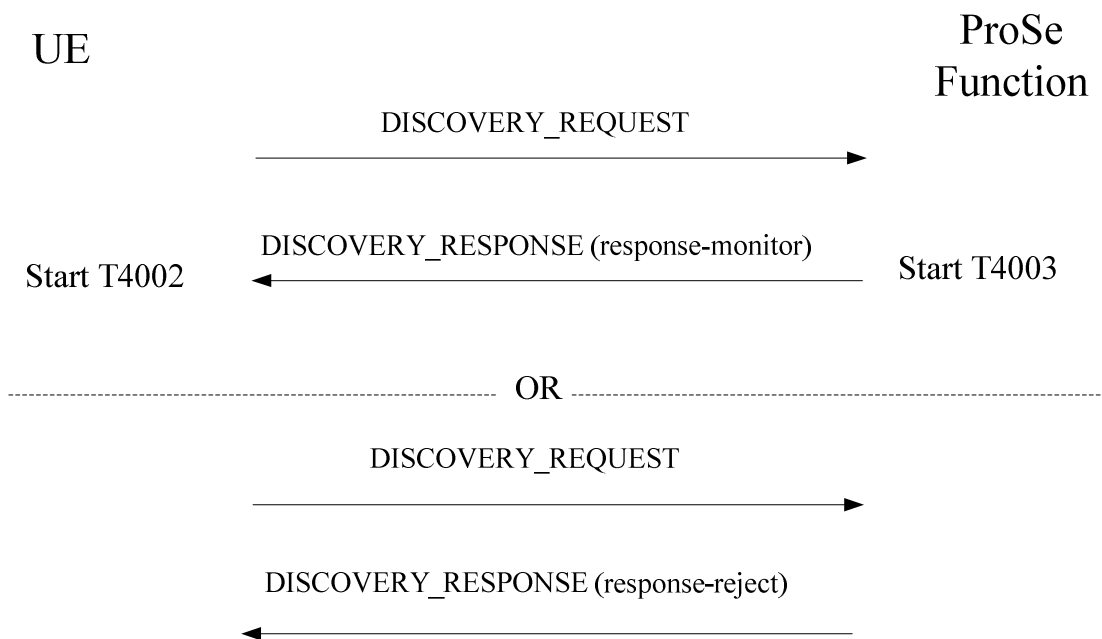 UE
ProSe
Function
DISCOVERY_REQUEST
DISCOVERY_RESPONSE (response-monitor)
Start T4002
Start T4003
OR
DISCOVERY_REQUEST
DISCOVERY_RESPONSE (response-reject)